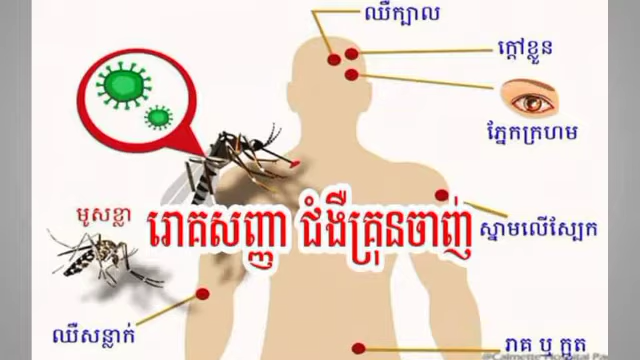 ឈឺក្បាល
ក្ដៅខ្លួន
ភ្នែកក្រហម
មូសខ្លា
រោគសញ្ញា ជំងឺគ្រុនចាញ់
ស្នាមលើស្បែក
ឈឺសន្លាក់
រាគ ឬ ក្អួត